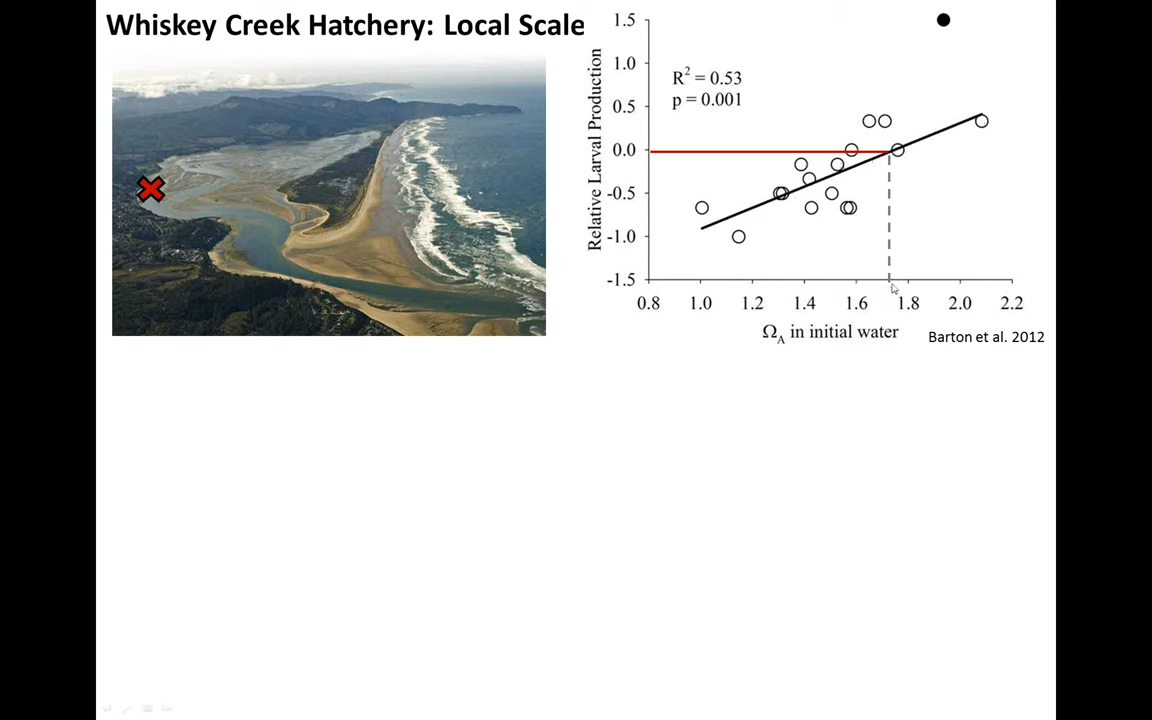 Whiskey Creek Hatchery: Local Scale
Relative Larval Production
1.5
1.0
0.5
0.0
-0.5
-1.0
-1.5
R² = 0.53
p = 0.001
0.8 1.0 1.2 1.4 1.6 1.8 2.0 2.2
Ω_A in initial water
Barton et al. 2012